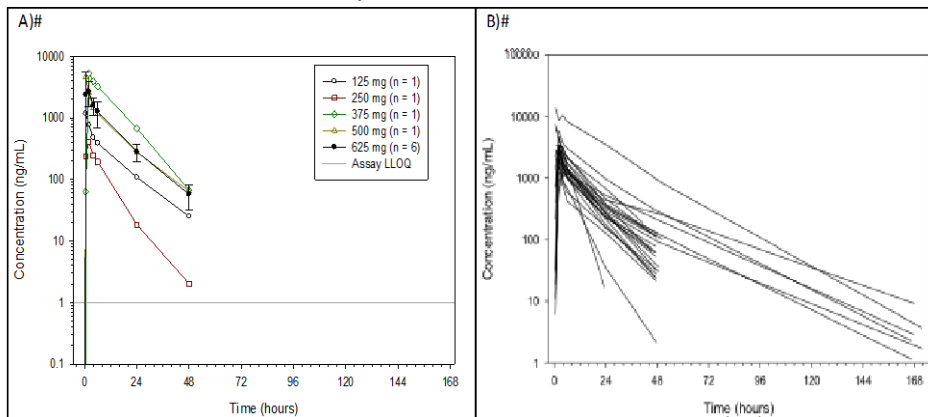 A)#
Concentration (ng/mL)
10000
1000
100
10
1
0.1
125 mg (n = 1)
250 mg (n = 1)
375 mg (n = 1)
500 mg (n = 1)
625 mg (n = 6)
Assay LLOQ
0 24 48 72 96 120 144 168
Time (hours)
B)#
Concentration (ng/mL)
100000
10000
1000
100
10
1
0 24 48 72 96 120 144 168
Time (hours)